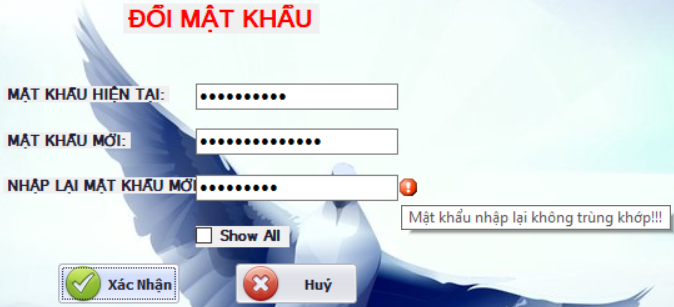 ĐỔI MẬT KHẨU
MẬT KHẨU HIỆN TẠI: ••••••••••
MẬT KHẨU MỚI: ••••••••••••••
NHẬP LẠI MẬT KHẨU MỚI •••••••••
Mật khẩu nhập lại không trùng khớp!!!
Show All
Xác Nhận Huỷ